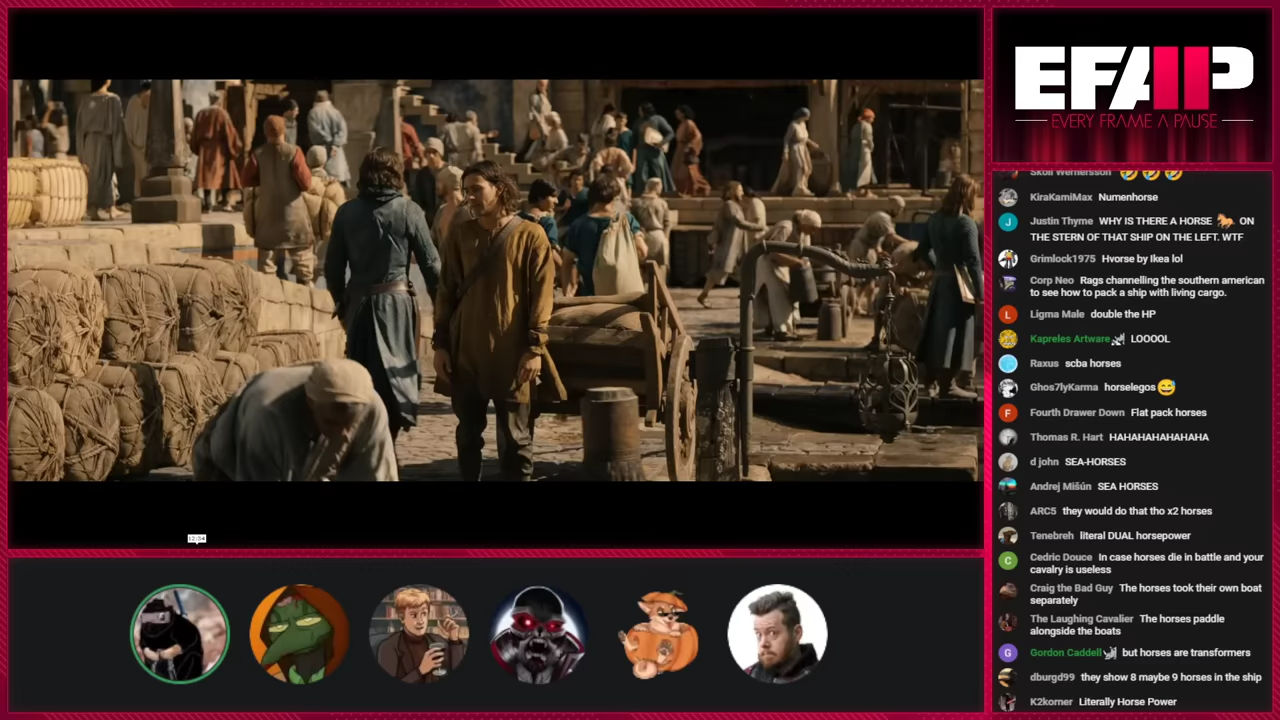 EFAP
EVERY FRAME A PAUSE
Skoll Wernersson 🤣🤣🤣
KiraKamiMax Numenhorse
Justin Thyme WHY IS THERE A HORSE 🐎 ON
THE STERN OF THAT SHIP ON THE LEFT. WTF
Grimlock1975 Hvorse by Ikea lol
Corp Neo Rags channelling the southern american
to see how to pack a ship with living cargo.
Ligma Male double the HP
Kapreles Artware LOOOOL
Raxus scba horses
Ghos7lyKarma horselegos😅
Fourth Drawer Down Flat pack horses
Thomas R. Hart HAHAHAHAHAHAHA
d john SEA-HORSES
Andrej Mišún SEA HORSES
ARC5 they would do that tho x2 horses
Tenebreh literal DUAL horsepower
Cedric Douce In case horses die in battle and your
cavalry is useless
Craig the Bad Guy The horses took their own boat
separately
The Laughing Cavalier The horses paddle
alongside the boats
Gordon Caddell but horses are transformers
dburgd99 they show 8 maybe 9 horses in the ship
K2korner Literally Horse Power
12:34